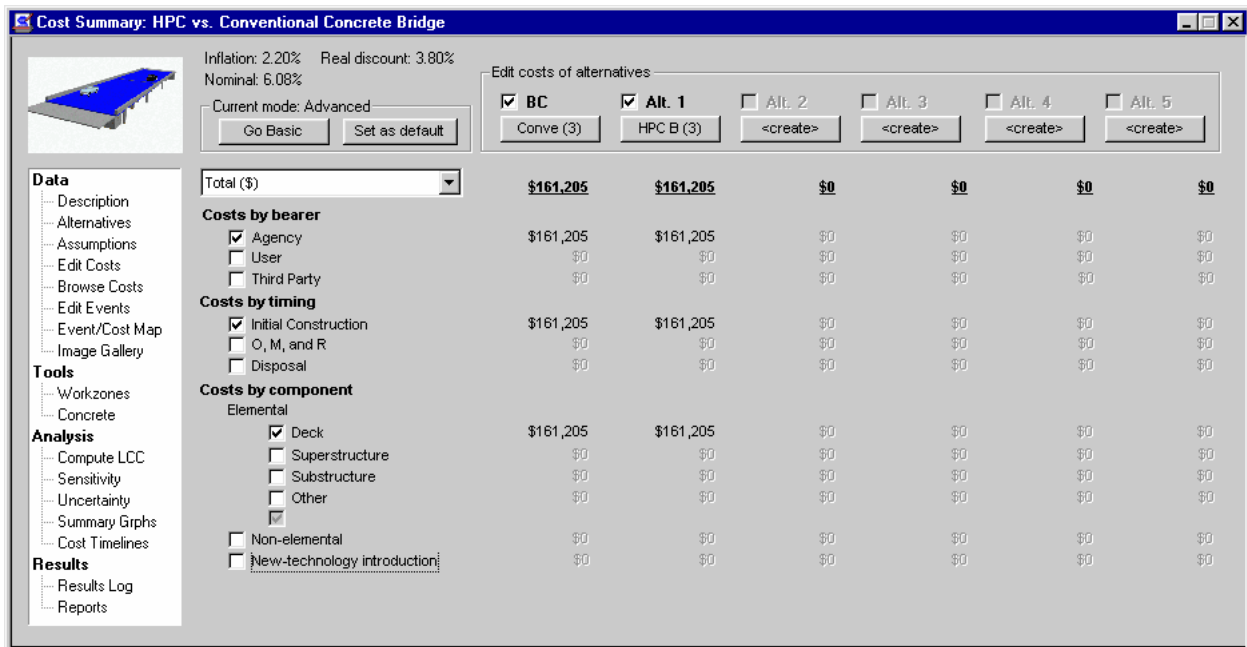 Cost Summary: HPC vs. Conventional Concrete Bridge
Inflation: 2.20% Real discount: 3.80%
Nominal: 6.08%
Current mode: Advanced
Go Basic Set as default
Edit costs of alternatives
BC Alt. 1 Alt. 2 Alt. 3 Alt. 4 Alt. 5
Conve (3) HPC B (3) <create> <create> <create> <create>
Data
Description
Alternatives
Assumptions
Edit Costs
Browse Costs
Edit Events
Event/Cost Map
Image Gallery
Tools
Workzones
Concrete
Analysis
Compute LCC
Sensitivity
Uncertainty
Summary Grphs
Cost Timelines
Results
Results Log
Reports
Total ($) $161,205 $161,205 $0 $0 $0 $0
Costs by bearer
Agency $161,205 $161,205 $0 $0 $0 $0
User $0 $0 $0 $0 $0 $0
Third Party $0 $0 $0 $0 $0 $0
Costs by timing
Initial Construction $161,205 $161,205 $0 $0 $0 $0
O, M, and R $0 $0 $0 $0 $0 $0
Disposal $0 $0 $0 $0 $0 $0
Costs by component
Elemental
Deck $161,205 $161,205 $0 $0 $0 $0
Superstructure $0 $0 $0 $0 $0 $0
Substructure $0 $0 $0 $0 $0 $0
Other $0 $0 $0 $0 $0 $0
Non-elemental $0 $0 $0 $0 $0 $0
New-technology introduction $0 $0 $0 $0 $0 $0